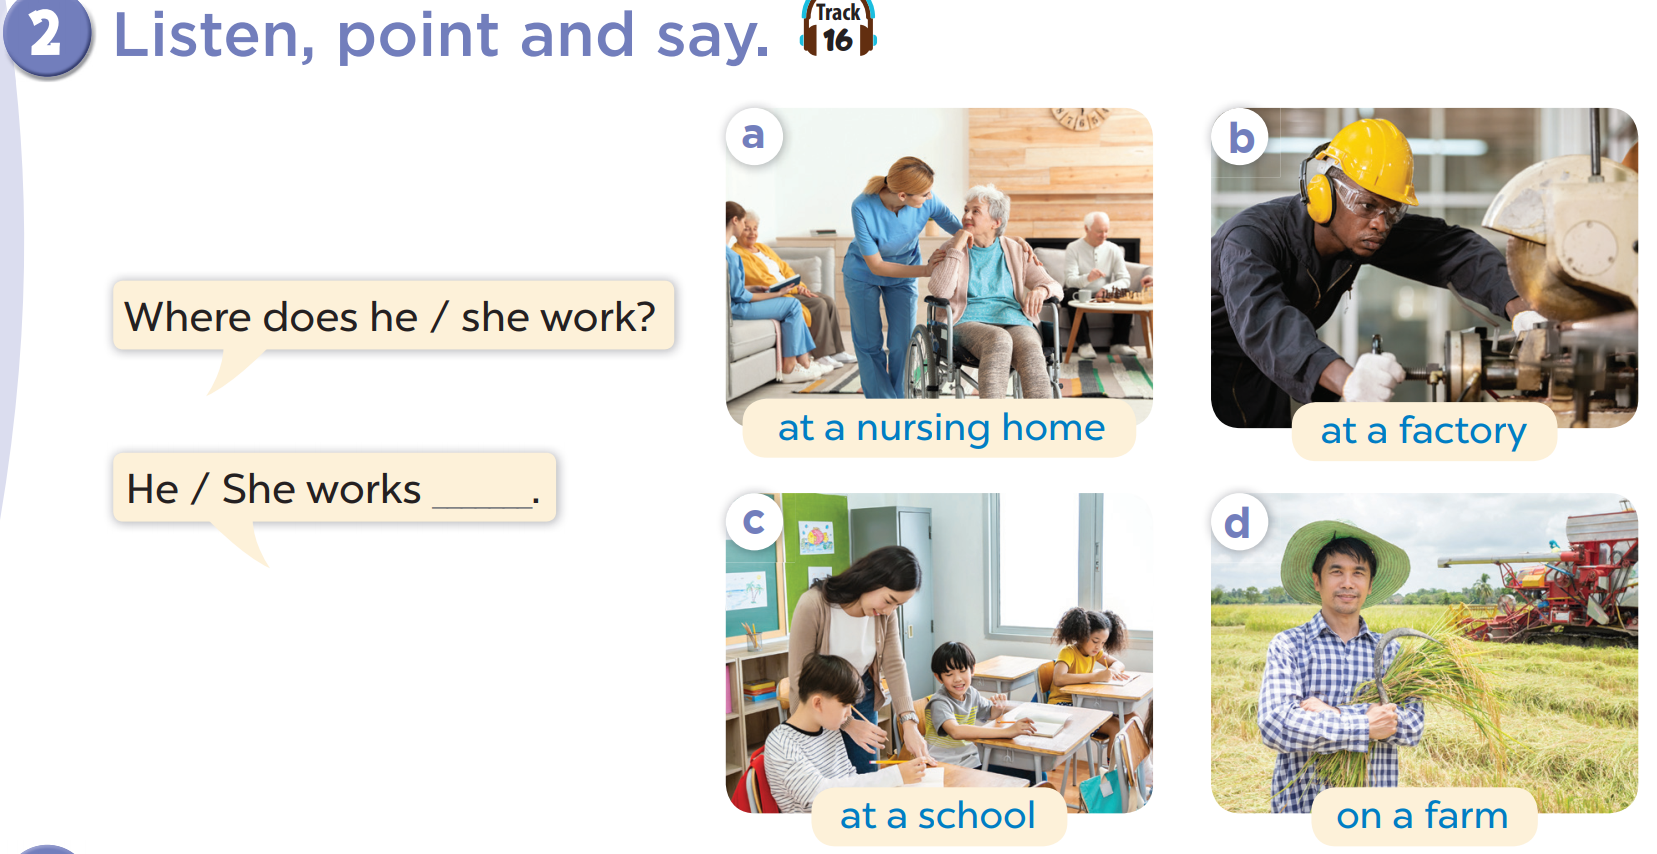 2 Listen, point and say.
Track
16
Where does he / she work?
He / She works ______.
a
at a nursing home
b
at a factory
c
at a school
d
on a farm